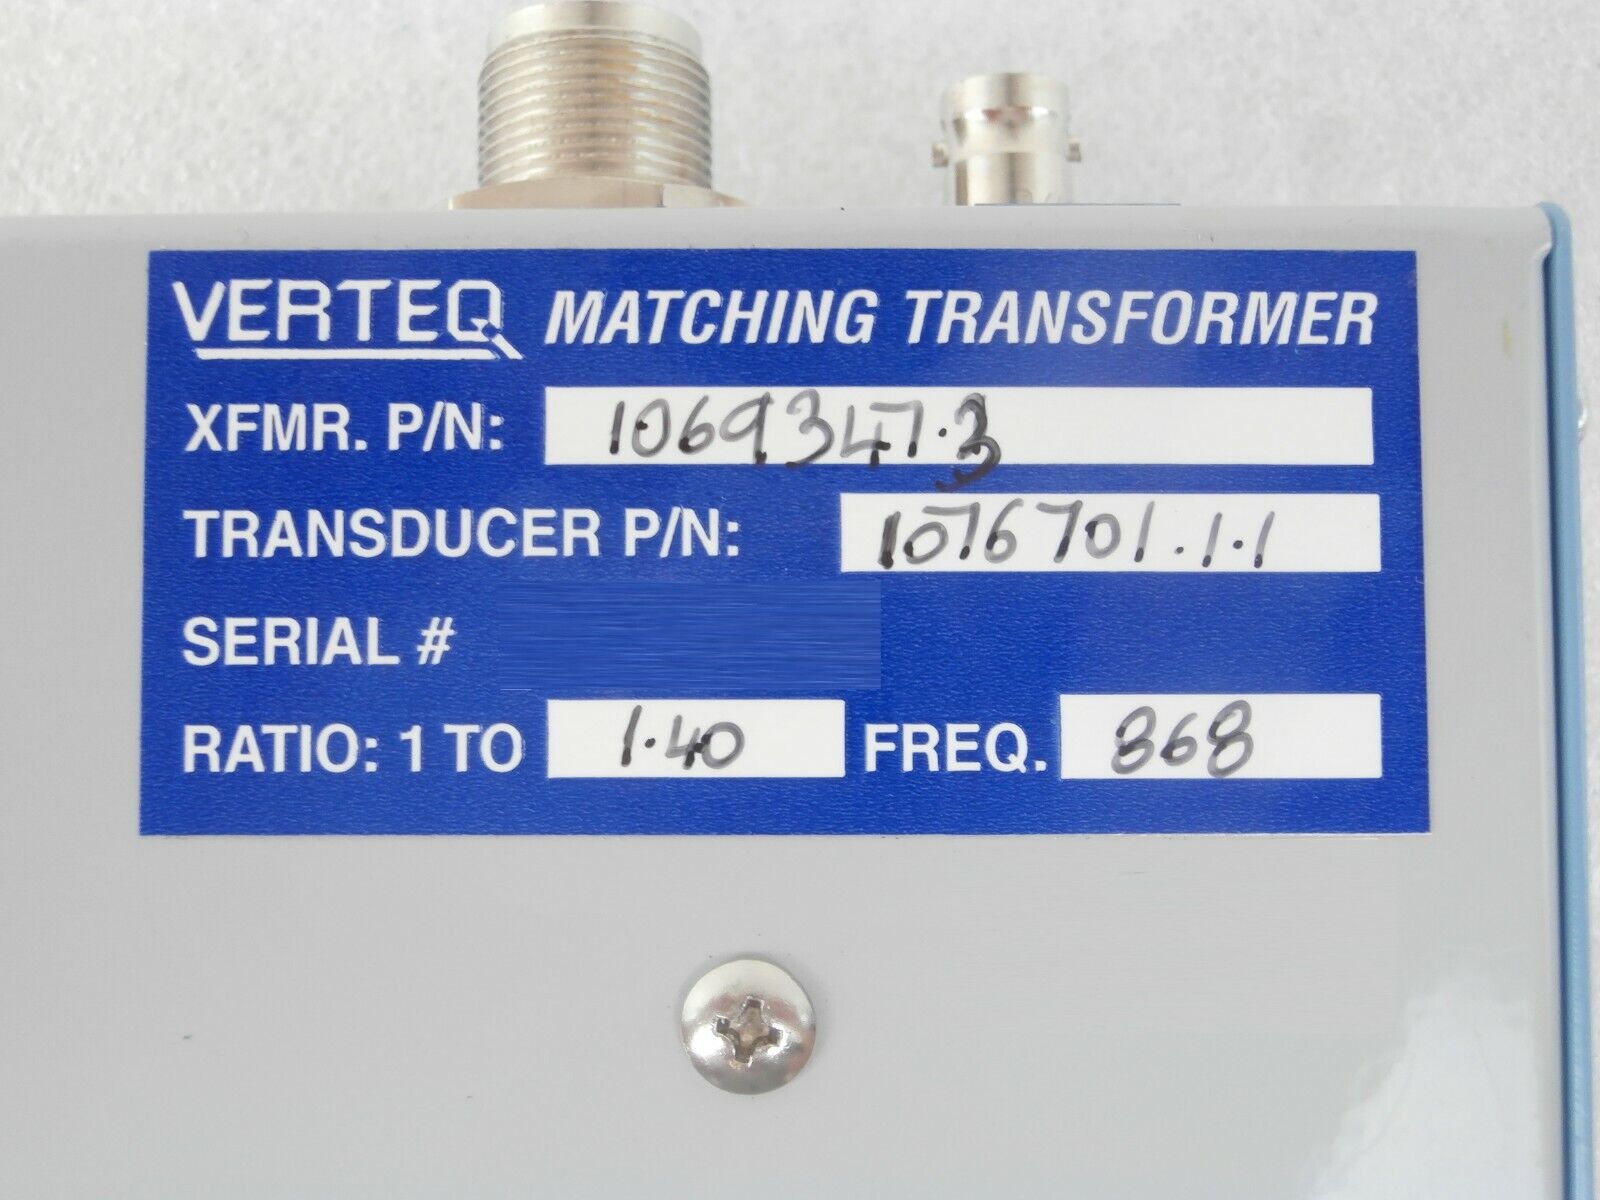 VERTEQ MATCHING TRANSFORMER
XFMR. P/N: 1069347.3
TRANSDUCER P/N: 1076701.1.1
SERIAL #
RATIO: 1 TO 1.40 FREQ. 868